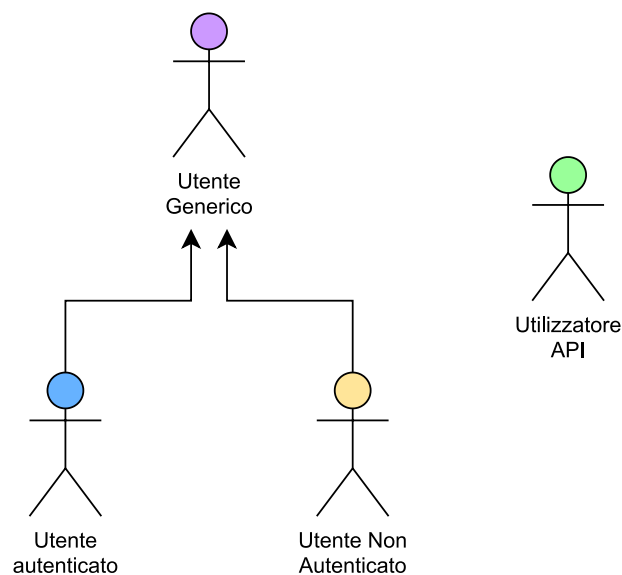 Utente
Generico
Utilizzatore
API
Utente
autenticato
Utente Non
Autenticato